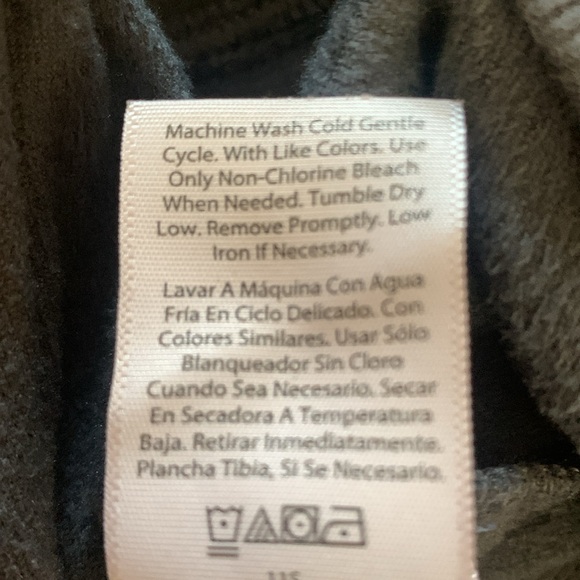 Machine Wash Cold Gentle
Cycle. With Like Colors. Use
Only Non-Chlorine Bleach
When Needed. Tumble Dry
Low. Remove Promptly. Low
Iron If Necessary.
Lavar A Máquina Con Agua
Fría En Ciclo Delicado. Con
Colores Similares. Usar Sólo
Blanqueador Sin Cloro
Cuando Sea Necesario. Secar
En Secadora A Temperatura
Baja. Retirar Inmediatamente.
Plancha Tibia, Si Se Necesario.